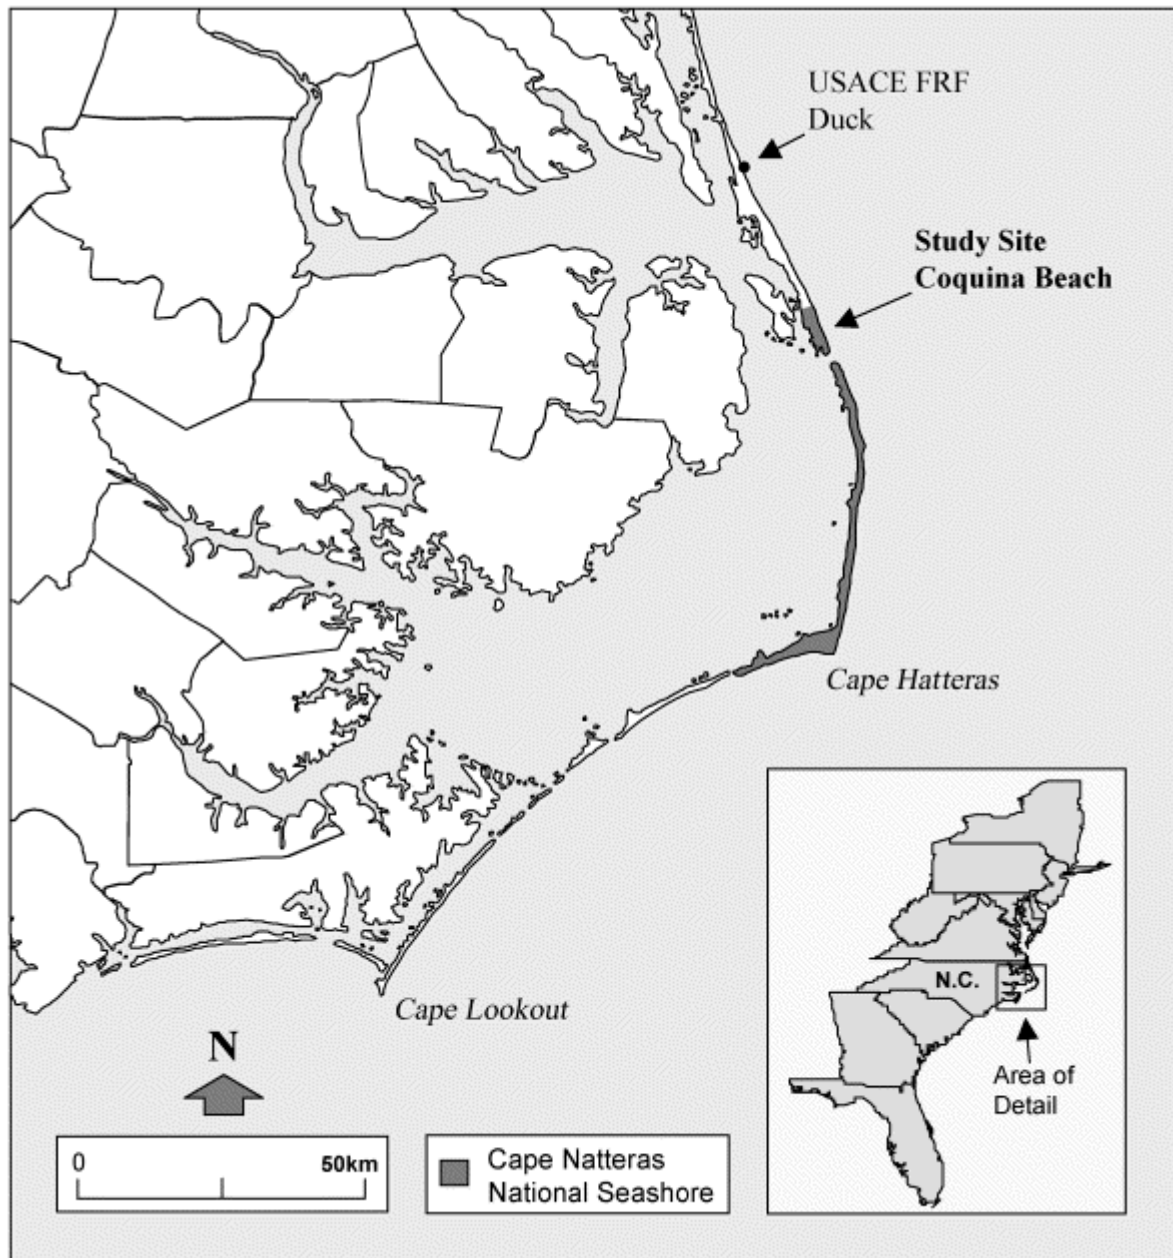 USACE FRF
Duck
Study Site
Coquina Beach
Cape Hatteras
Cape Lookout
N
0
50km
Cape Natteras
National Seashore
N.C.
Area of
Detail